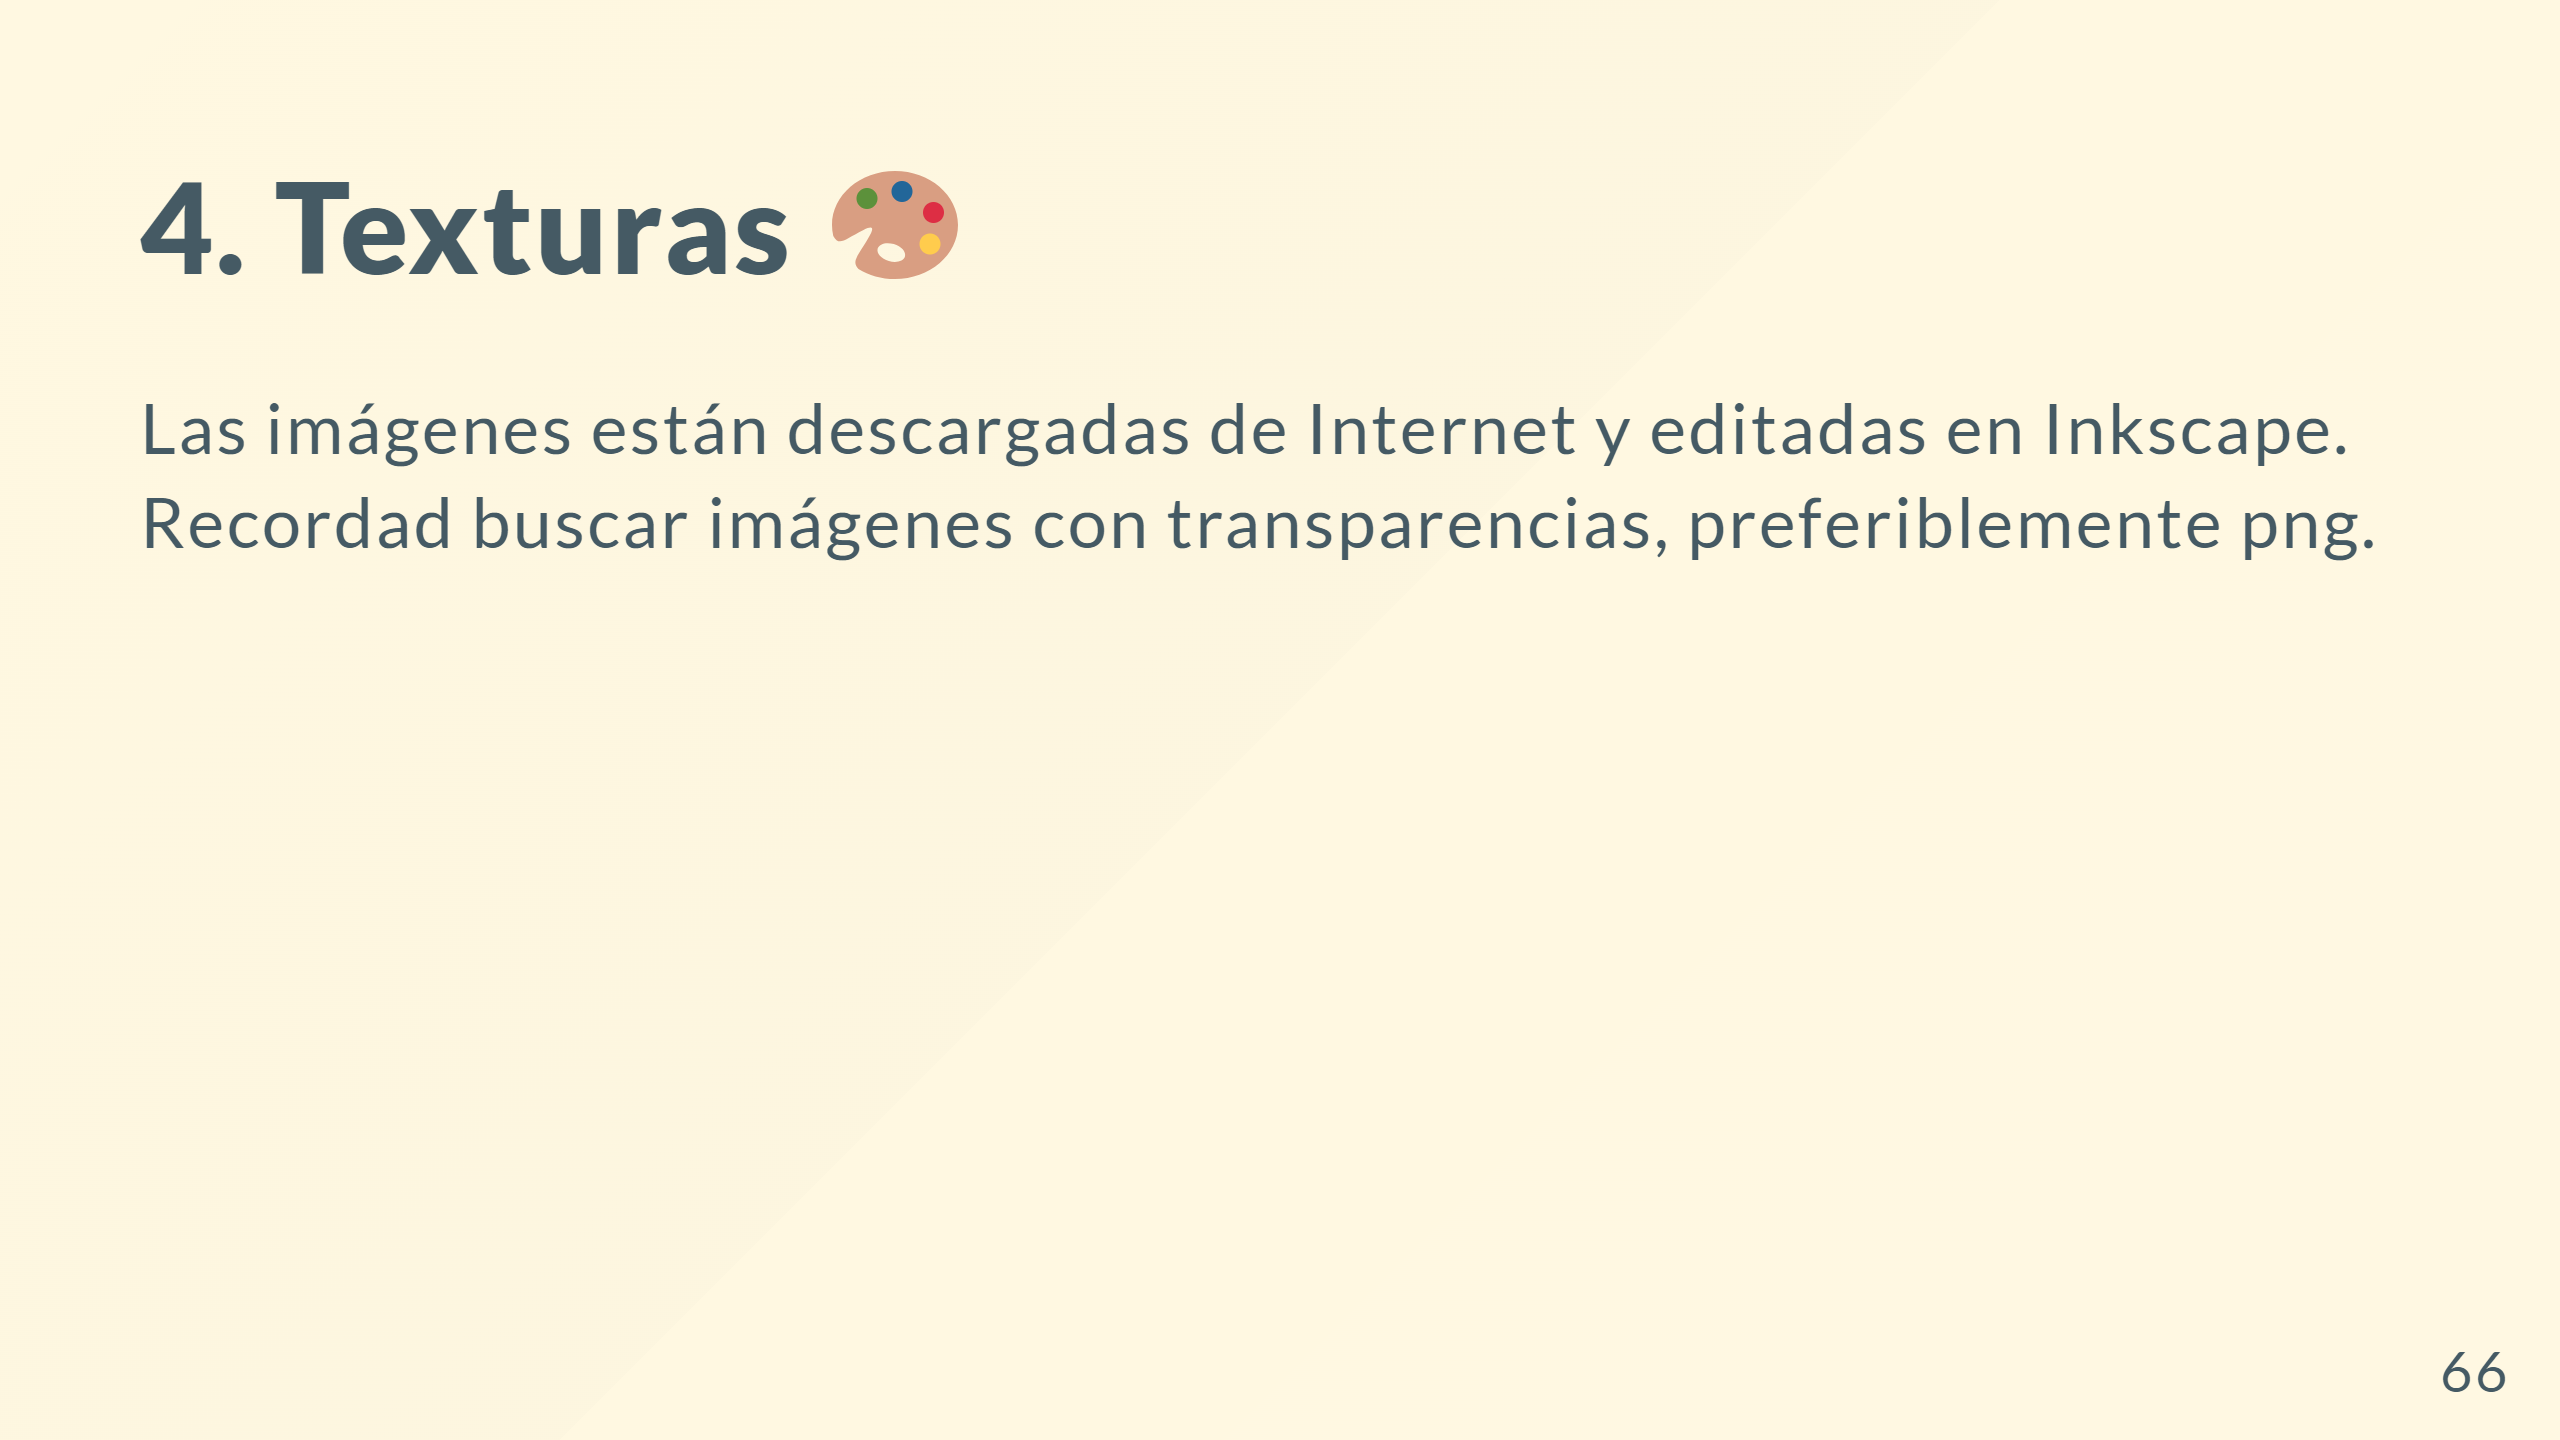 4. Texturas 🎨
Las imágenes están descargadas de Internet y editadas en Inkscape.
Recordad buscar imágenes con transparencias, preferiblemente png.
66